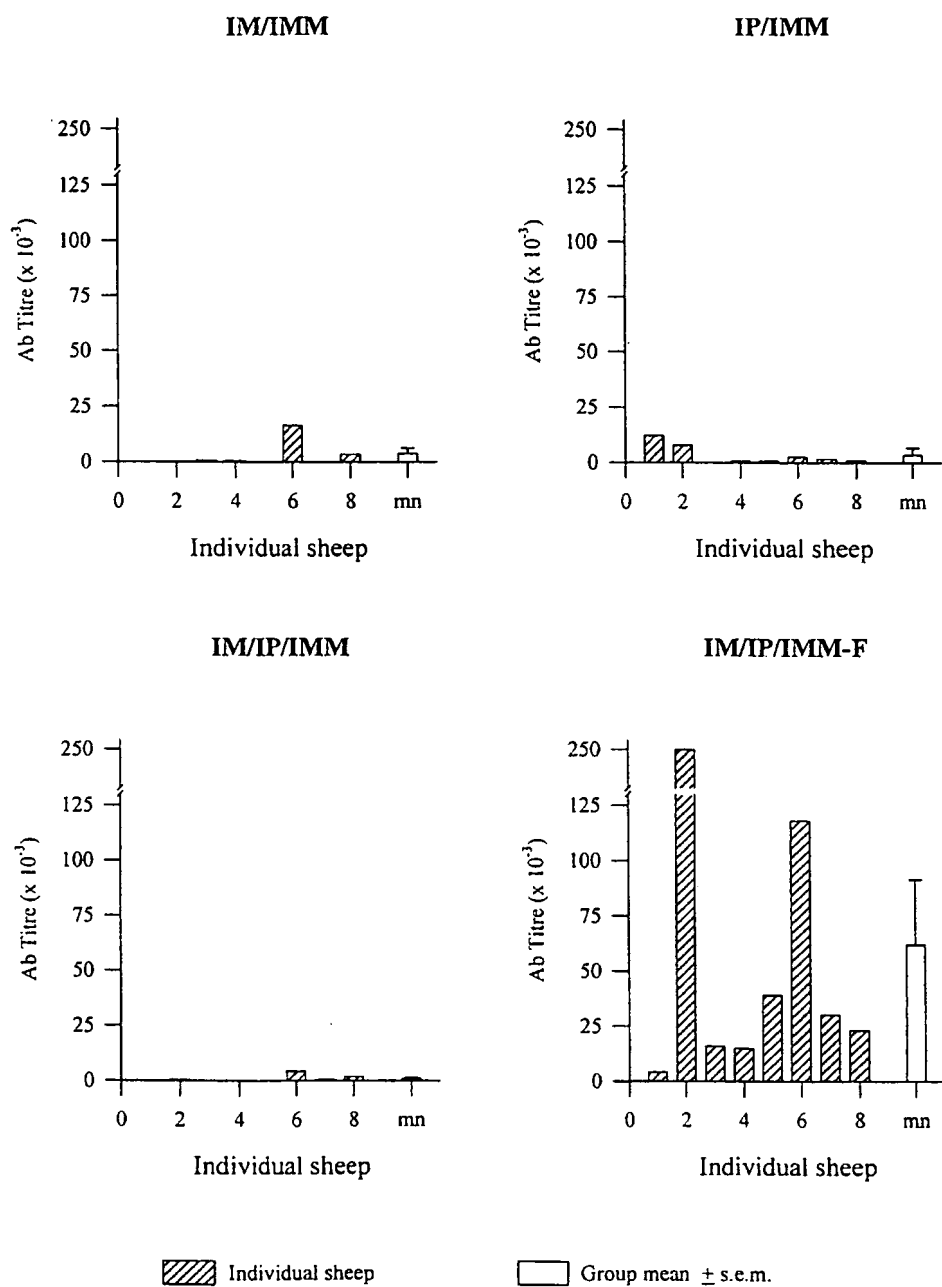 IM/IMM
250
125
100
75
50
25
0
Ab Titre (x 10⁻³)
0 2 4 6 8 mn
Individual sheep
IP/IMM
250
125
100
75
50
25
0
Ab Titre (x 10⁻³)
0 2 4 6 8 mn
Individual sheep
IM/IP/IMM
250
125
100
75
50
25
0
Ab Titre (x 10⁻³)
0 2 4 6 8 mn
Individual sheep
IM/IP/IMM-F
250
125
100
75
50
25
0
Ab Titre (x 10⁻³)
0 2 4 6 8 mn
Individual sheep
Individual sheep
Group mean ± s.e.m.